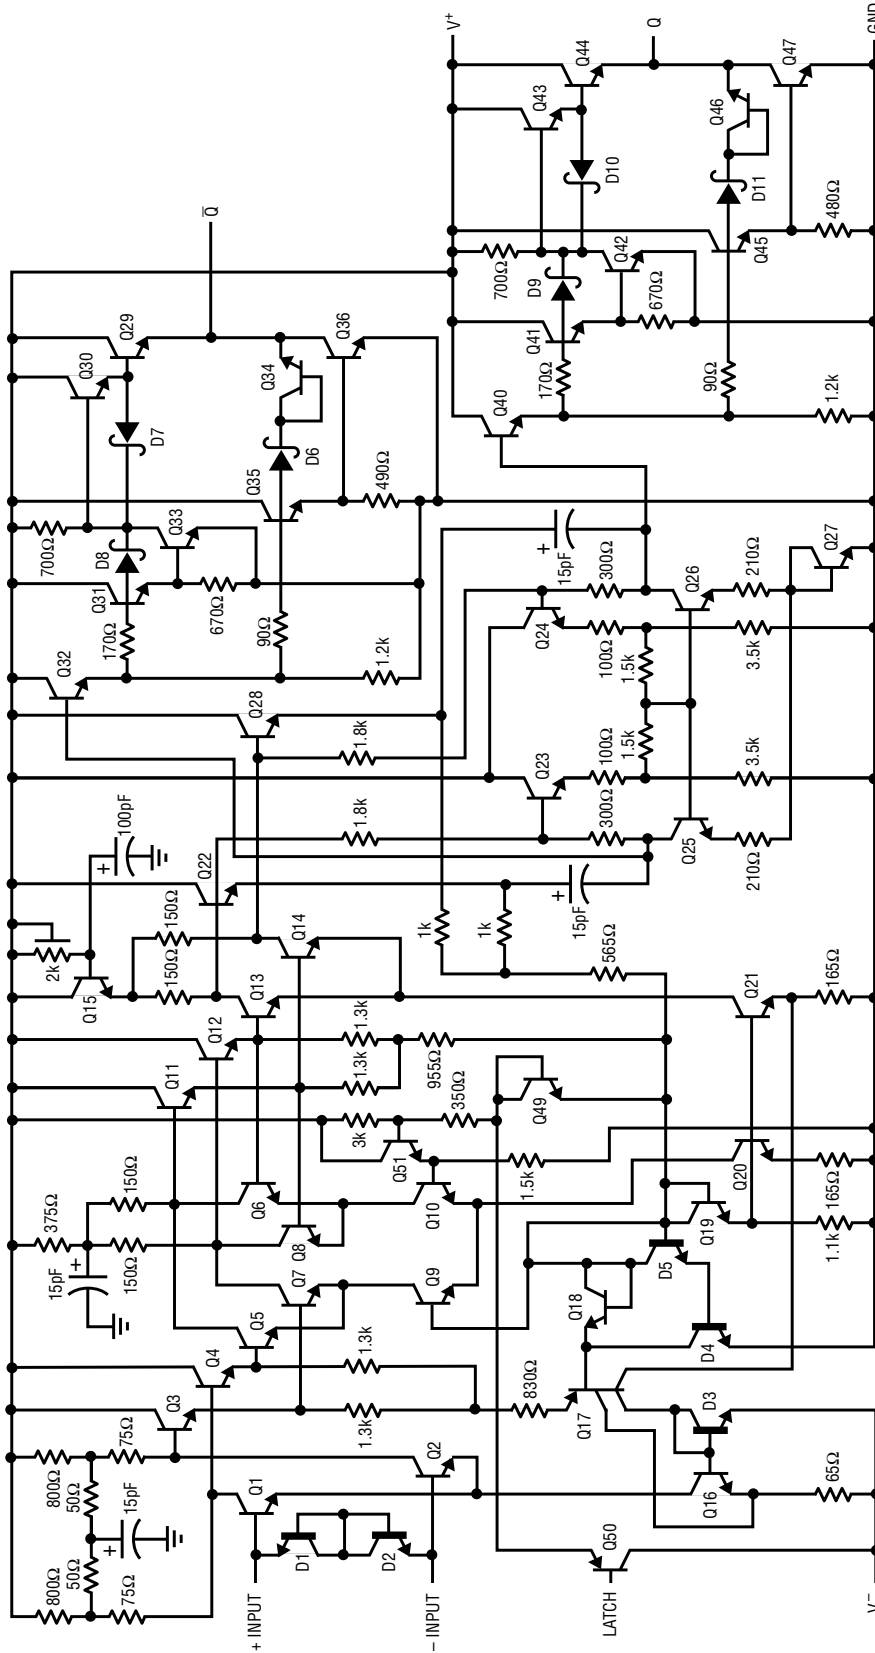 + INPUT
– INPUT
LATCH
V–
800Ω
50Ω
75Ω
800Ω
50Ω
75Ω
15pF
+
Q1
Q2
D1
D2
Q50
Q3
Q4
1.3k
1.3k
Q16
65Ω
D3
Q17
830Ω
Q5
Q7
Q8
Q6
15pF
+
375Ω
150Ω
150Ω
Q9
Q10
Q18
D4
D5
Q19
1.1k
165Ω
Q20
Q51
1.5k
3k
350Ω
Q49
955Ω
1.3k
1.3k
Q11
Q12
Q13
Q14
Q15
2k
150Ω
150Ω
Q21
165Ω
565Ω
1k
1k
15pF
+
Q22
100pF
+
1.8k
1.8k
300Ω
Q25
210Ω
Q23
100Ω
1.5k
3.5k
Q28
Q24
100Ω
1.5k
3.5k
300Ω
15pF
+
Q26
210Ω
Q27
Q32
170Ω
Q31
D8
700Ω
Q33
670Ω
90Ω
1.2k
Q35
490Ω
D6
D7
Q30
Q29
Q34
Q36
Q̅
Q40
170Ω
Q41
D9
700Ω
Q42
670Ω
90Ω
1.2k
Q45
480Ω
D11
D10
Q43
Q44
Q46
Q47
V+
Q
GND